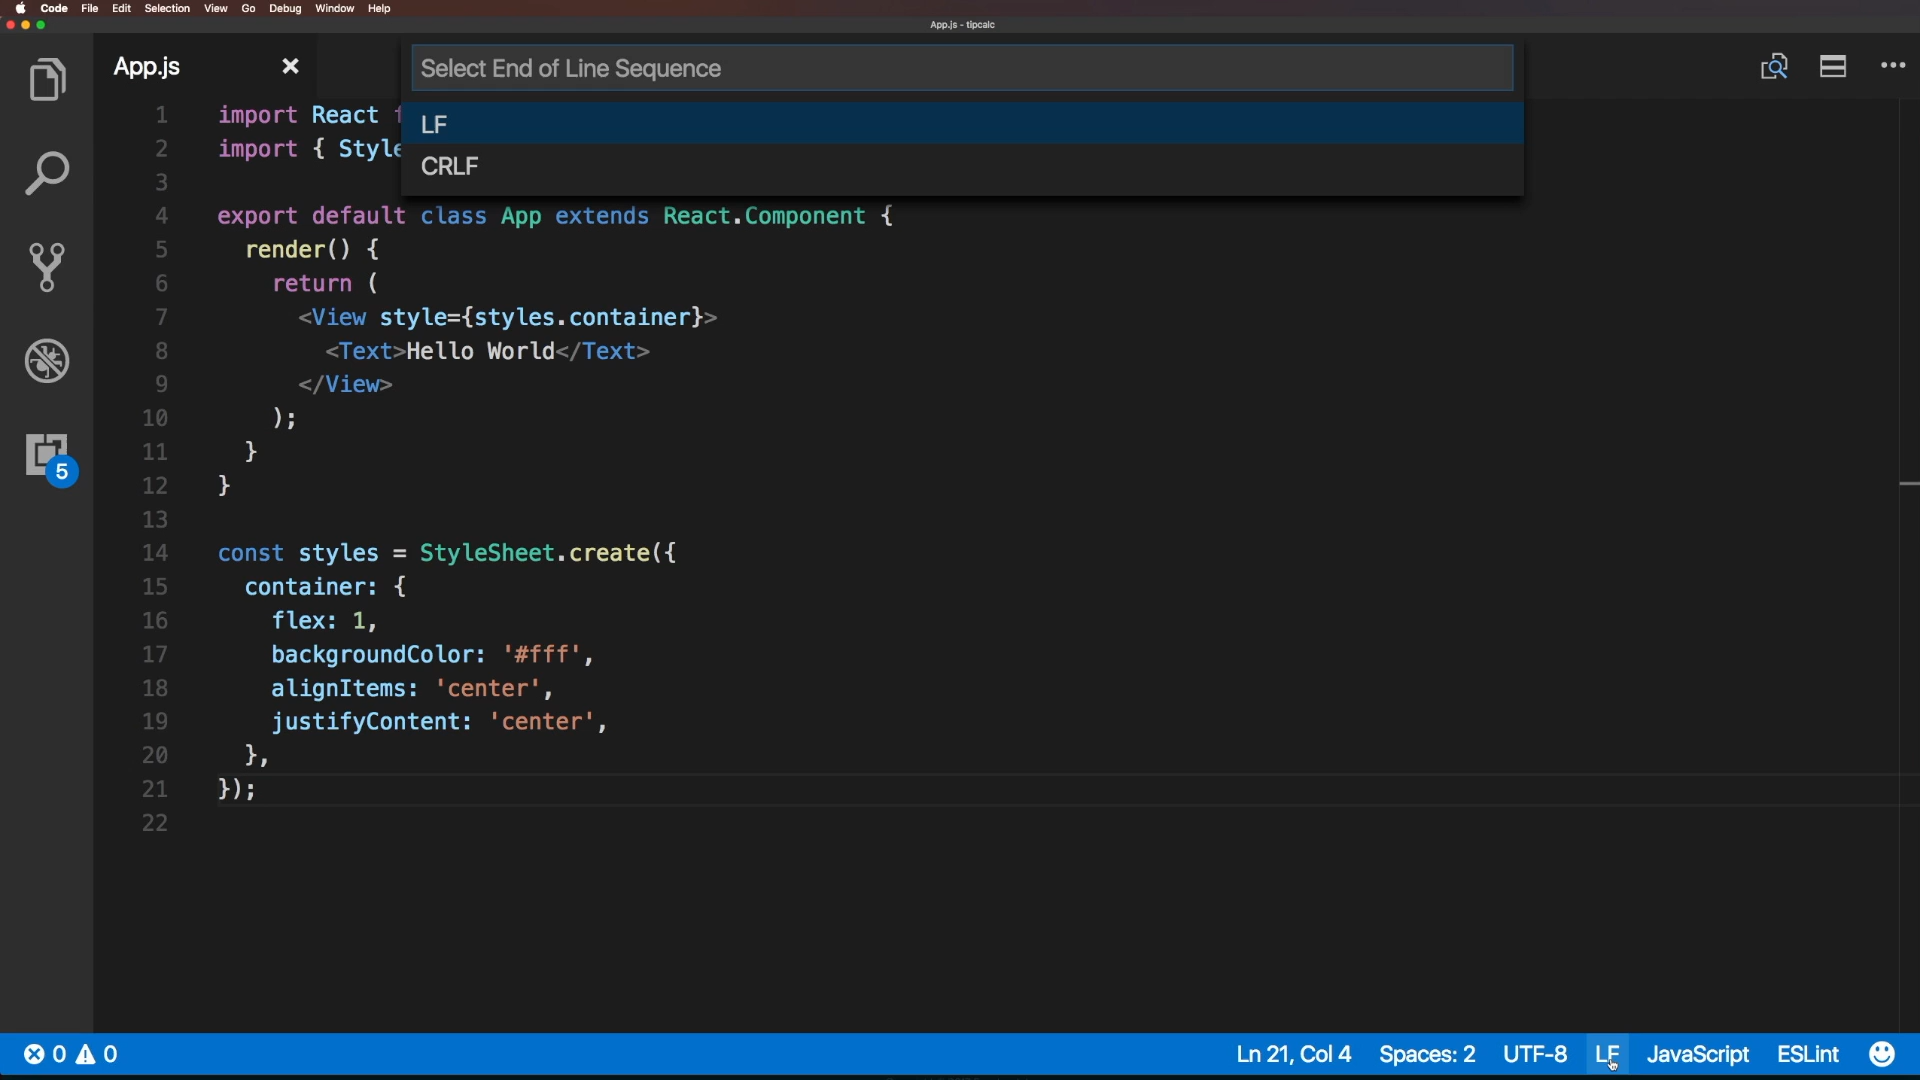 Code File Edit Selection View Go Debug Window Help
App.js - tipcalc
App.js
Select End of Line Sequence
LF
CRLF
1 import React f
2 import { Style
3
4 export default class App extends React.Component {
5 render() {
6 return (
7 <View style={styles.container}>
8 <Text>Hello World</Text>
9 </View>
10 );
11 }
12 }
13
14 const styles = StyleSheet.create({
15 container: {
16 flex: 1,
17 backgroundColor: '#fff',
18 alignItems: 'center',
19 justifyContent: 'center',
20 },
21 });
22
5
0 0 Ln 21, Col 4 Spaces: 2 UTF-8 LF JavaScript ESLint